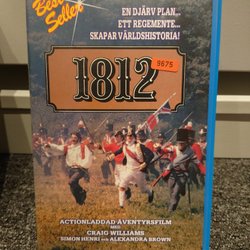 Best
Seller
EN DJÄRV PLAN...
ETT REGEMENTE...
SKAPAR VÄRLDSHISTORIA!
9675
1812
ACTIONLADDAD ÄVENTYRSFILM
MED
CRAIG WILLIAMS
SIMON HENRI OCH ALEXANDRA BROWN